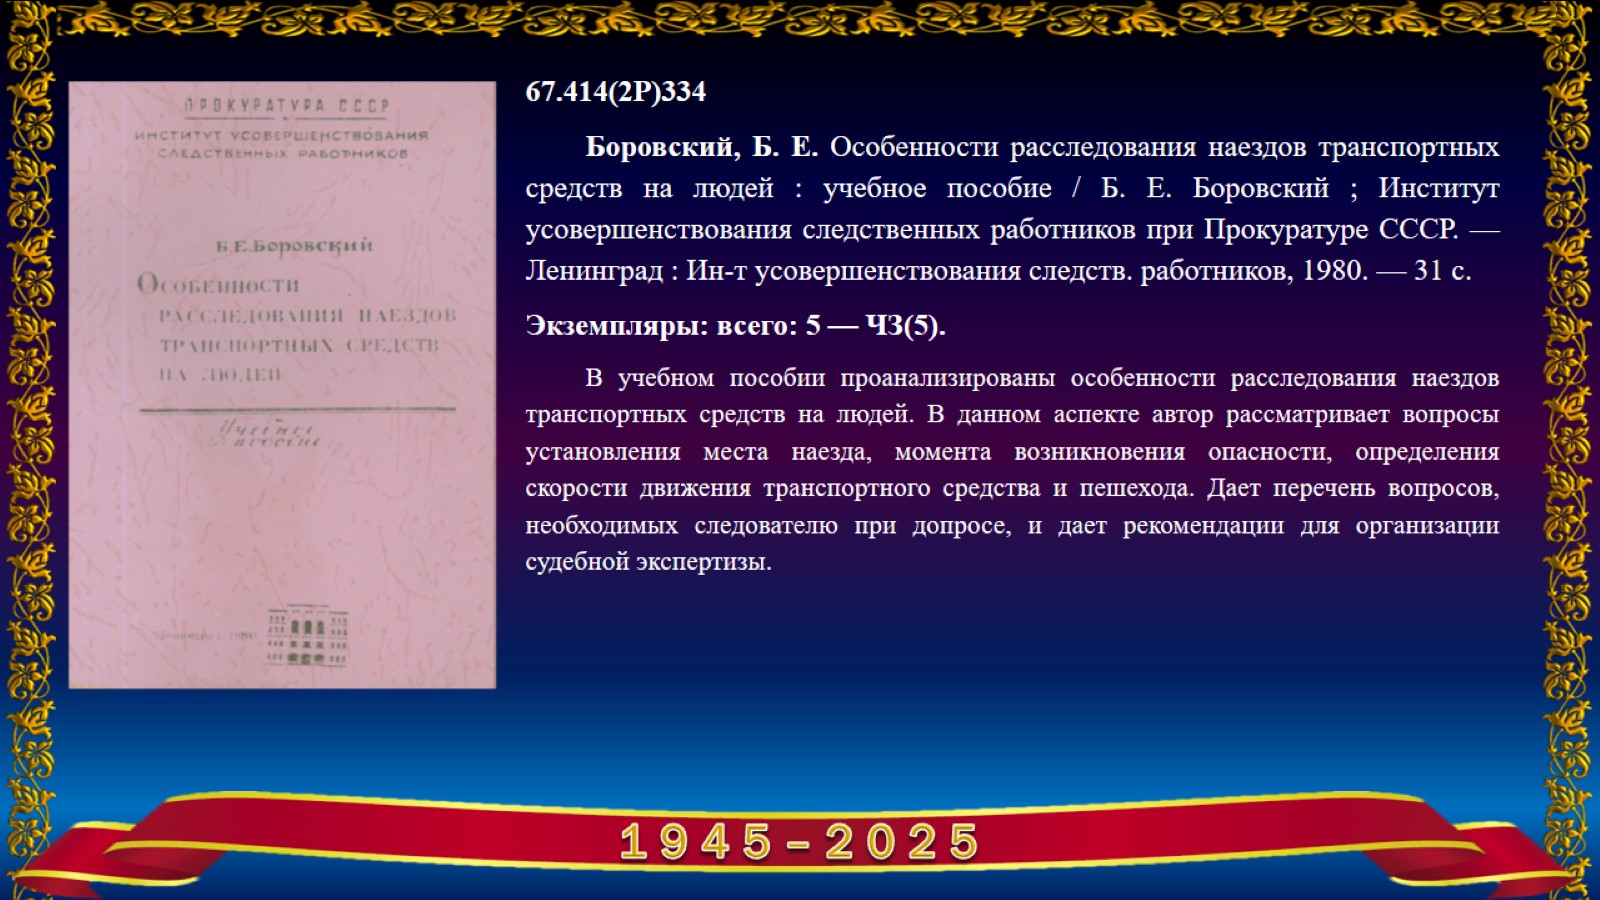 ПРОКУРАТУРА СССР
ИНСТИТУТ УСОВЕРШЕНСТВОВАНИЯ
СЛЕДСТВЕННЫХ РАБОТНИКОВ
Б.Е.Боровский
Особенности
расследования наездов
транспортных средств
на людей
Учебное
пособие
67.414(2Р)334
Боровский, Б. Е. Особенности расследования наездов транспортных
средств на людей : учебное пособие / Б. Е. Боровский ; Институт
усовершенствования следственных работников при Прокуратуре СССР. —
Ленинград : Ин-т усовершенствования следств. работников, 1980. — 31 с.
Экземпляры: всего: 5 — ЧЗ(5).
В учебном пособии проанализированы особенности расследования наездов
транспортных средств на людей. В данном аспекте автор рассматривает вопросы
установления места наезда, момента возникновения опасности, определения
скорости движения транспортного средства и пешехода. Дает перечень вопросов,
необходимых следователю при допросе, и дает рекомендации для организации
судебной экспертизы.
1945–2025